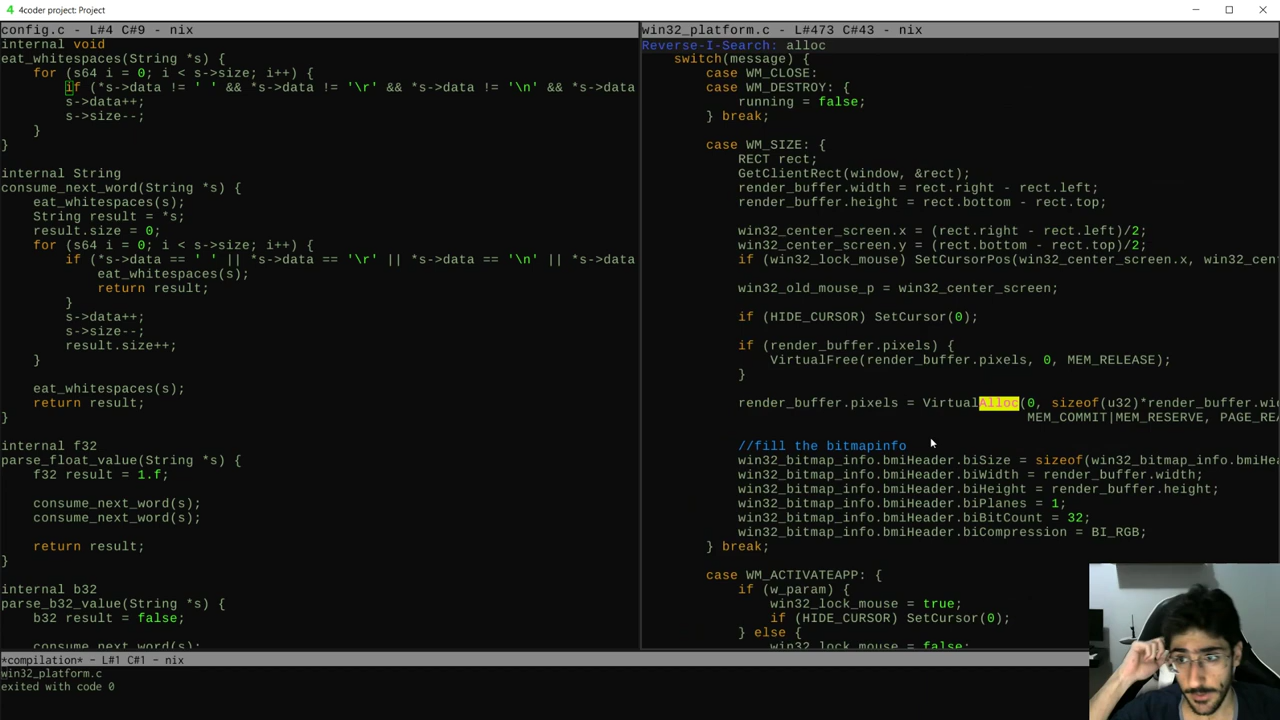 4 4coder project: Project
config.c - L#4 C#9 - nix
internal void
eat_whitespaces(String *s) {
for (s64 i = 0; i < s->size; i++) {
if (*s->data != ' ' && *s->data != '\r' && *s->data != '\n' && *s->data
s->data++;
s->size--;
}
}
internal String
consume_next_word(String *s) {
eat_whitespaces(s);
String result = *s;
result.size = 0;
for (s64 i = 0; i < s->size; i++) {
if (*s->data == ' ' || *s->data == '\r' || *s->data == '\n' || *s->data
eat_whitespaces(s);
return result;
}
s->data++;
s->size--;
result.size++;
}
eat_whitespaces(s);
return result;
}
internal f32
parse_float_value(String *s) {
f32 result = 1.f;
consume_next_word(s);
consume_next_word(s);
return result;
}
internal b32
parse_b32_value(String *s) {
b32 result = false;
consume_next_word(s);
win32_platform.c - L#473 C#43 - nix
Reverse-I-Search: alloc
switch(message) {
case WM_CLOSE:
case WM_DESTROY: {
running = false;
} break;
case WM_SIZE: {
RECT rect;
GetClientRect(window, &rect);
render_buffer.width = rect.right - rect.left;
render_buffer.height = rect.bottom - rect.top;
win32_center_screen.x = (rect.right - rect.left)/2;
win32_center_screen.y = (rect.bottom - rect.top)/2;
if (win32_lock_mouse) SetCursorPos(win32_center_screen.x, win32_cen
win32_old_mouse_p = win32_center_screen;
if (HIDE_CURSOR) SetCursor(0);
if (render_buffer.pixels) {
VirtualFree(render_buffer.pixels, 0, MEM_RELEASE);
}
render_buffer.pixels = VirtualAlloc(0, sizeof(u32)*render_buffer.wi
MEM_COMMIT|MEM_RESERVE, PAGE_REA
//fill the bitmapinfo
win32_bitmap_info.bmiHeader.biSize = sizeof(win32_bitmap_info.bmiHe
win32_bitmap_info.bmiHeader.biWidth = render_buffer.width;
win32_bitmap_info.bmiHeader.biHeight = render_buffer.height;
win32_bitmap_info.bmiHeader.biPlanes = 1;
win32_bitmap_info.bmiHeader.biBitCount = 32;
win32_bitmap_info.bmiHeader.biCompression = BI_RGB;
} break;
case WM_ACTIVATEAPP: {
if (w_param) {
win32_lock_mouse = true;
if (HIDE_CURSOR) SetCursor(0);
} else {
win32_lock_mouse = false;
*compilation* - L#1 C#1 - nix
win32_platform.c
exited with code 0